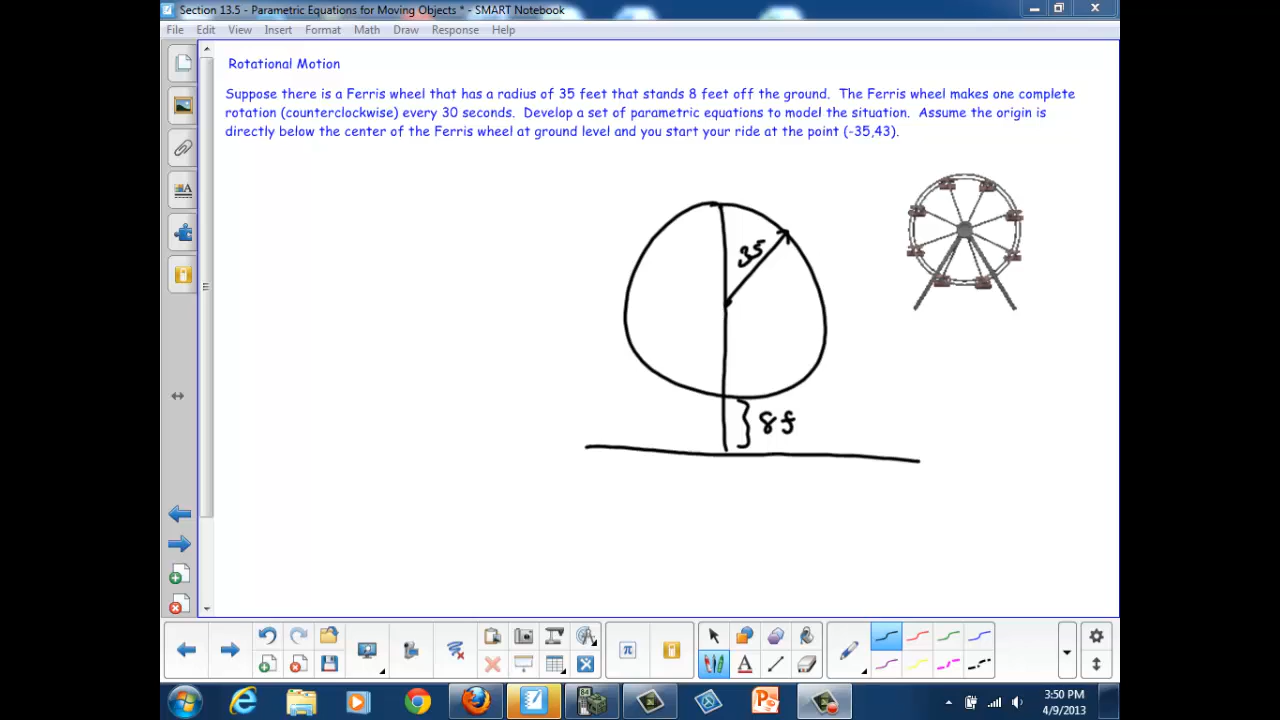 Section 13.5 - Parametric Equations for Moving Objects * - SMART Notebook
File Edit View Insert Format Math Draw Response Help
Rotational Motion
Suppose there is a Ferris wheel that has a radius of 35 feet that stands 8 feet off the ground. The Ferris wheel makes one complete
rotation (counterclockwise) every 30 seconds. Develop a set of parametric equations to model the situation. Assume the origin is
directly below the center of the Ferris wheel at ground level and you start your ride at the point (-35,43).
35
8f
3:50 PM
4/9/2013